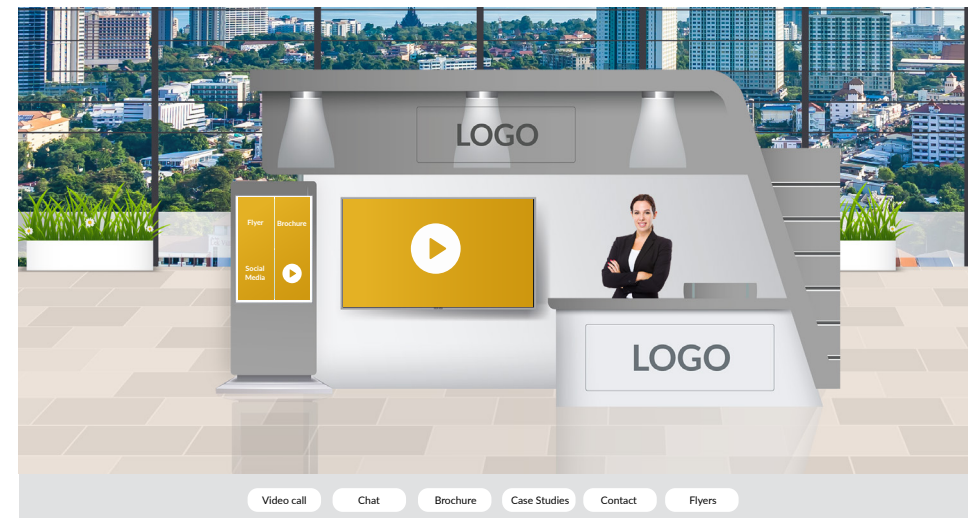 LOGO
Flyer
Brochure
Social
Media
LOGO
Video call
Chat
Brochure
Case Studies
Contact
Flyers